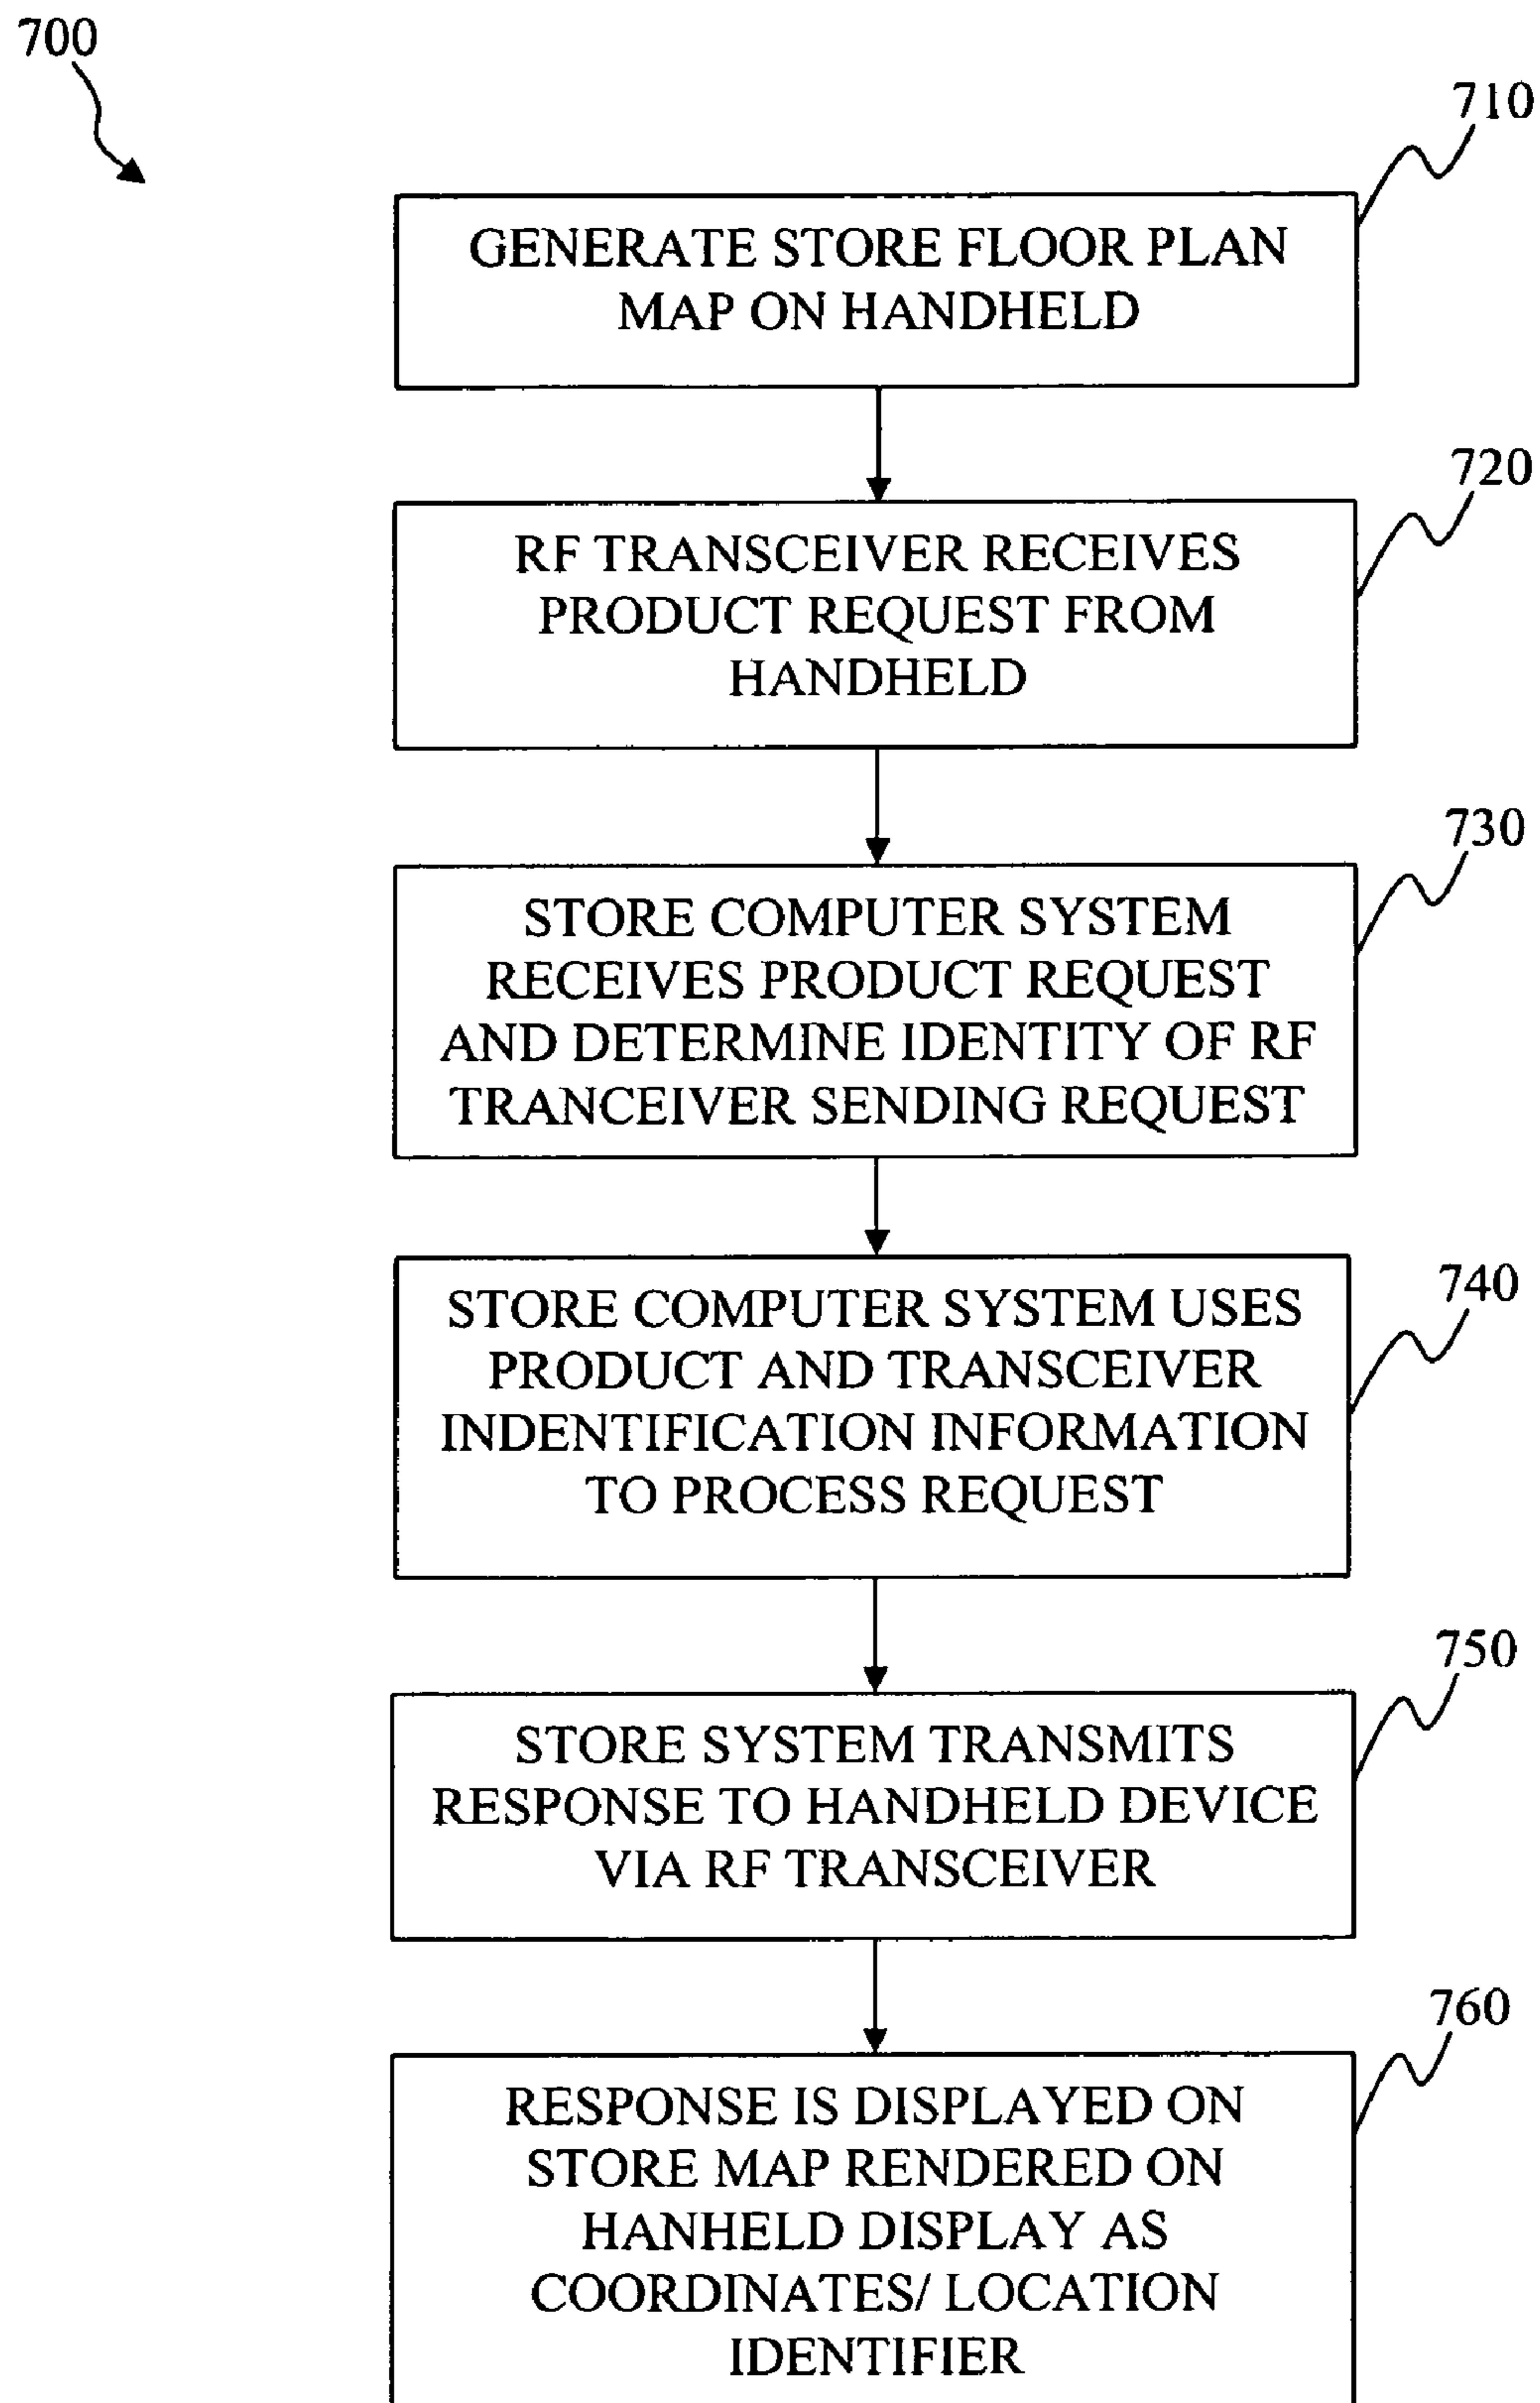 700
710
GENERATE STORE FLOOR PLAN
MAP ON HANDHELD
720
RF TRANSCEIVER RECEIVES
PRODUCT REQUEST FROM
HANDHELD
730
STORE COMPUTER SYSTEM
RECEIVES PRODUCT REQUEST
AND DETERMINE IDENTITY OF RF
TRANCEIVER SENDING REQUEST
740
STORE COMPUTER SYSTEM USES
PRODUCT AND TRANSCEIVER
INDENTIFICATION INFORMATION
TO PROCESS REQUEST
750
STORE SYSTEM TRANSMITS
RESPONSE TO HANDHELD DEVICE
VIA RF TRANSCEIVER
760
RESPONSE IS DISPLAYED ON
STORE MAP RENDERED ON
HANHELD DISPLAY AS
COORDINATES/ LOCATION
IDENTIFIER